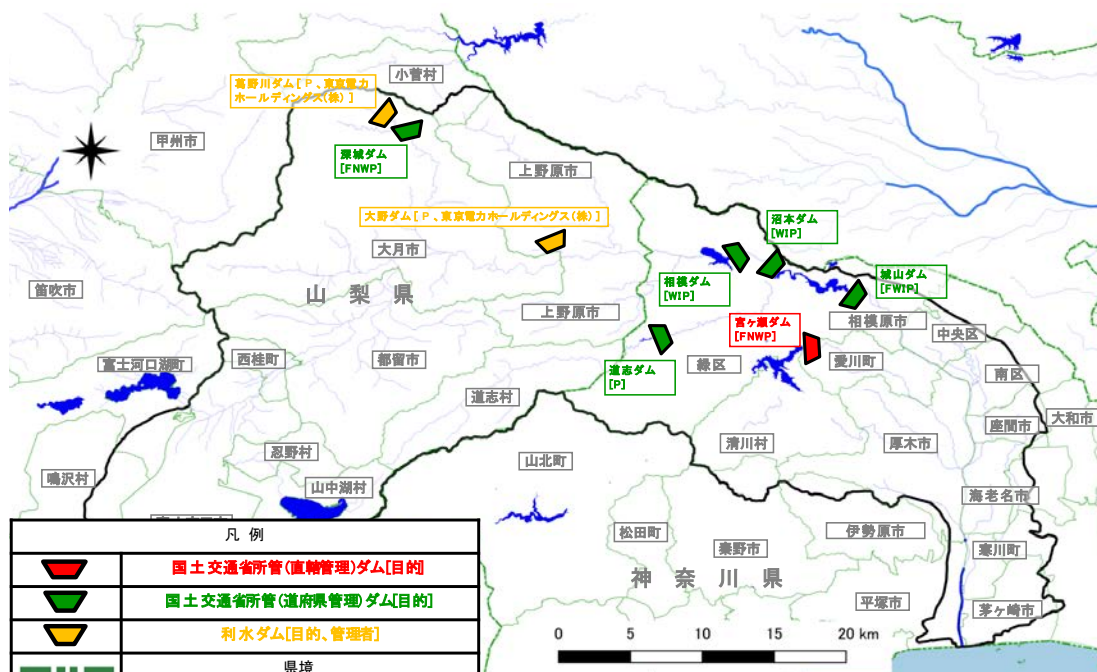 小菅村
葛野川ダム[P、東京電力
ホールディングス(株)]
甲州市
深城ダム
[FNWP]
上野原市
大野ダム[P、東京電力ホールディングス(株)]
沼本ダム
[WIP]
大月市
相模ダム
[WIP]
城山ダム
[FWIP]
笛吹市
山梨県
上野原市
宮ヶ瀬ダム
[FNWP]
相模原市
中央区
西桂町
都留市
富士河口湖町
道志ダム
[P]
緑区
愛川町
南区
道志村
大和市
座間市
忍野村
清川村
厚木市
山北町
鳴沢村
山中湖村
海老名市
凡例
国土交通省所管(直轄管理)ダム[目的]
国土交通省所管(道府県管理)ダム[目的]
利水ダム[目的、管理者]
県境
松田町
伊勢原市
秦野市
寒川町
神奈川県
平塚市
茅ヶ崎市
0 5 10 15 20 km